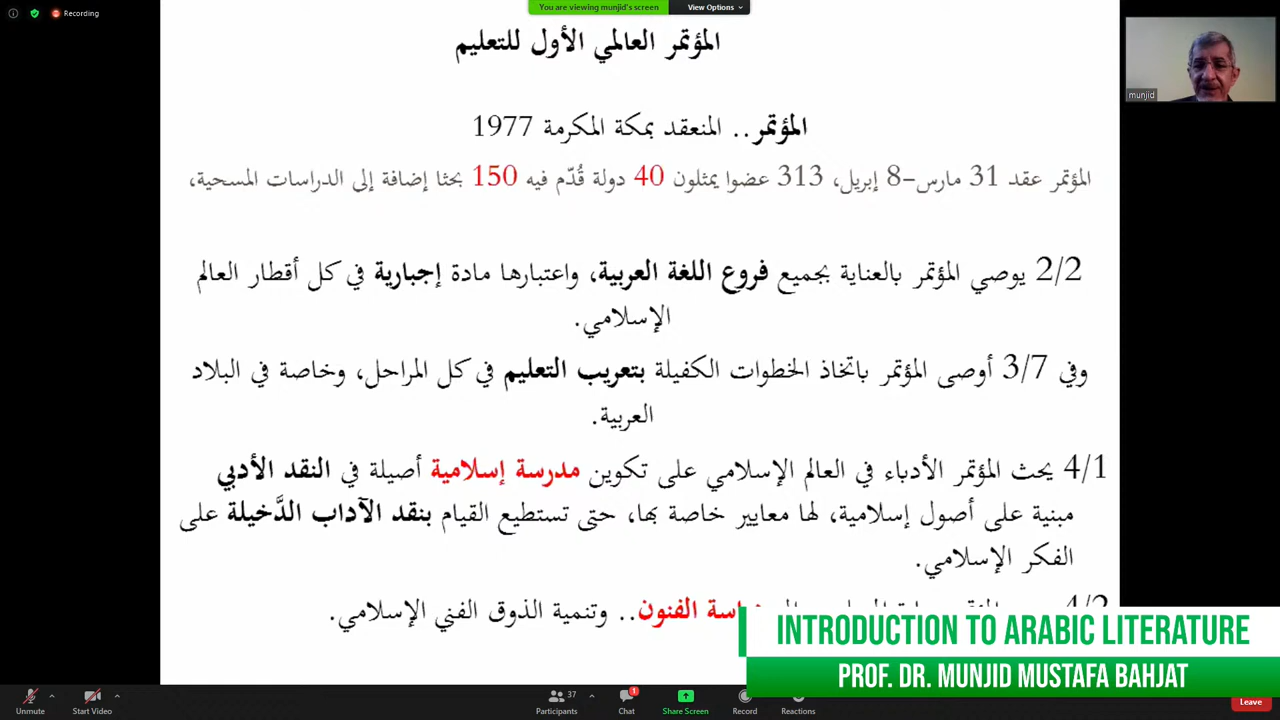 Recording
You are viewing munjid's screen
View Options
munjid
المؤتمر العالمي الأول للتعليم
المؤتمر.. المنعقد بمكة المكرمة 1977
المؤتمر عقد 31 مارس-8 إبريل، 313 عضوا يمثلون 40 دولة قُدّم فيه 150 بحثا إضافة إلى الدراسات المسحية،
2/2 يوصي المؤتمر بالعناية بجميع فروع اللغة العربية، واعتبارها مادة إجبارية في كل أقطار العالم
الإسلامي.
وفي 3/7 أوصى المؤتمر باتخاذ الخطوات الكفيلة بتعريب التعليم في كل المراحل، وخاصة في البلاد
العربية.
4/1 يحث المؤتمر الأدباء في العالم الإسلامي على تكوين مدرسة إسلامية أصيلة في النقد الأدبي
مبنية على أصول إسلامية، لها معايير خاصة بها، حتى تستطيع القيام بنقد الآداب الدَّخيلة على
الفكر الإسلامي.
الفنون.. وتنمية الذوق الفني الإسلامي.
INTRODUCTION TO ARABIC LITERATURE
PROF. DR. MUNJID MUSTAFA BAHJAT
Unmute
Start Video
37
Participants
1
Chat
Share Screen
Record
Reactions
Leave